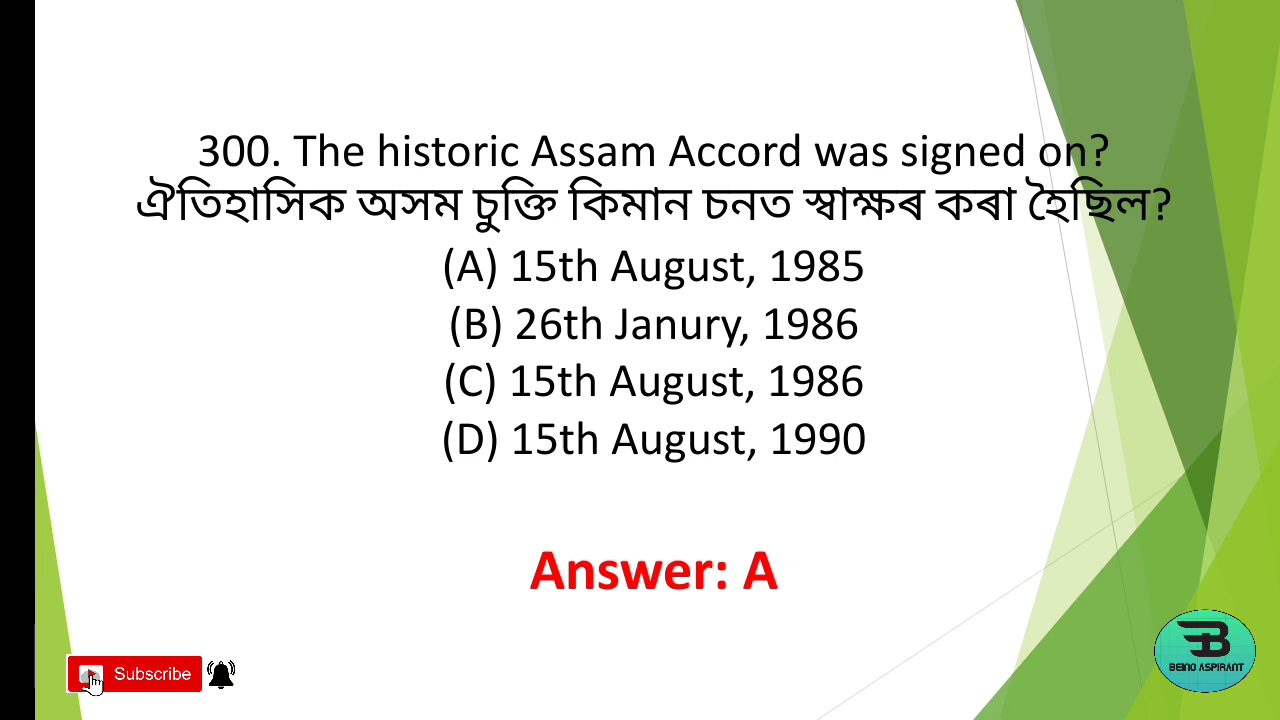 300. The historic Assam Accord was signed on?
ঐতিহাসিক অসম চুক্তি কিমান চনত স্বাক্ষৰ কৰা হৈছিল?
(A) 15th August, 1985
(B) 26th Janury, 1986
(C) 15th August, 1986
(D) 15th August, 1990
Answer: A
Subscribe
B
BEING ASPIRANT